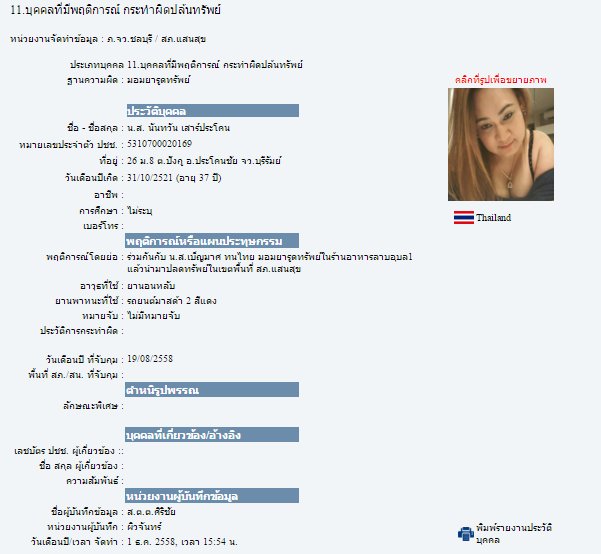 11.บุคคลที่มีพฤติการณ์ กระทำผิดปล้นทรัพย์
หน่วยงานจัดทำข้อมูล : ภ.จว.ชลบุรี / สภ.แสนสุข
ประเภทบุคคล 11.บุคคลที่มีพฤติการณ์ กระทำผิดปล้นทรัพย์
ฐานความผิด : มอมยารูดทรัพย์
คลิกที่รูปเพื่อขยายภาพ
ประวัติบุคคล
ชื่อ - ชื่อสกุล : น.ส. นันทวัน เสาร์ประโคน
หมายเลขประจำตัว ปชช. : 5310700020169
ที่อยู่ : 26 ม.8 ต.ปังกู อ.ประโคนชัย จว.บุรีรัมย์
วันเดือนปีเกิด : 31/10/2521 (อายุ 37 ปี)
อาชีพ :
การศึกษา : ไม่ระบุ
Thailand
เบอร์โทร :
พฤติการณ์หรือแผนประทุษกรรม
พฤติการณ์โดยย่อ : ร่วมกันกับ น.ส.เบ็ญมาศ ทนไทย มอมยารูดทรัพย์ในร้านอาหารลาบอุบล1
แล้วนำมาปลดทรัพย์ในเขตพื้นที่ สภ.แสนสุข
อาวุธที่ใช้ : ยานอนหลับ
ยานพาหนะที่ใช้ : รถยนต์มาสด้า 2 สีแดง
หมายจับ : ไม่มีหมายจับ
ประวัติการกระทำผิด :
วันเดือนปี ที่จับกุม : 19/08/2558
พื้นที่ สภ./สน. ที่จับกุม :
ตำหนิรูปพรรณ
ลักษณะพิเศษ :
บุคคลที่เกี่ยวข้อง/อ้างอิง
เลขบัตร ปชช. ผู้เกี่ยวข้อง ::
ชื่อ สกุล ผู้เกี่ยวข้อง :
ความสัมพันธ์ :
หน่วยงานผู้บันทึกข้อมูล
ชื่อผู้บันทึกข้อมูล : ส.ต.ต.ศิริชัย
หน่วยงานผู้บันทึก : ผิวจันทร์
วันเดือนปี/เวลา จัดทำ : 1 ธ.ค. 2558, เวลา 15:54 น.
พิมพ์รายงานประวัติ
บุคคล